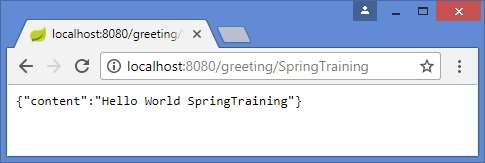 localhost:8080/greeting/
localhost:8080/greeting/SpringTraining
{"content":"Hello World SpringTraining"}